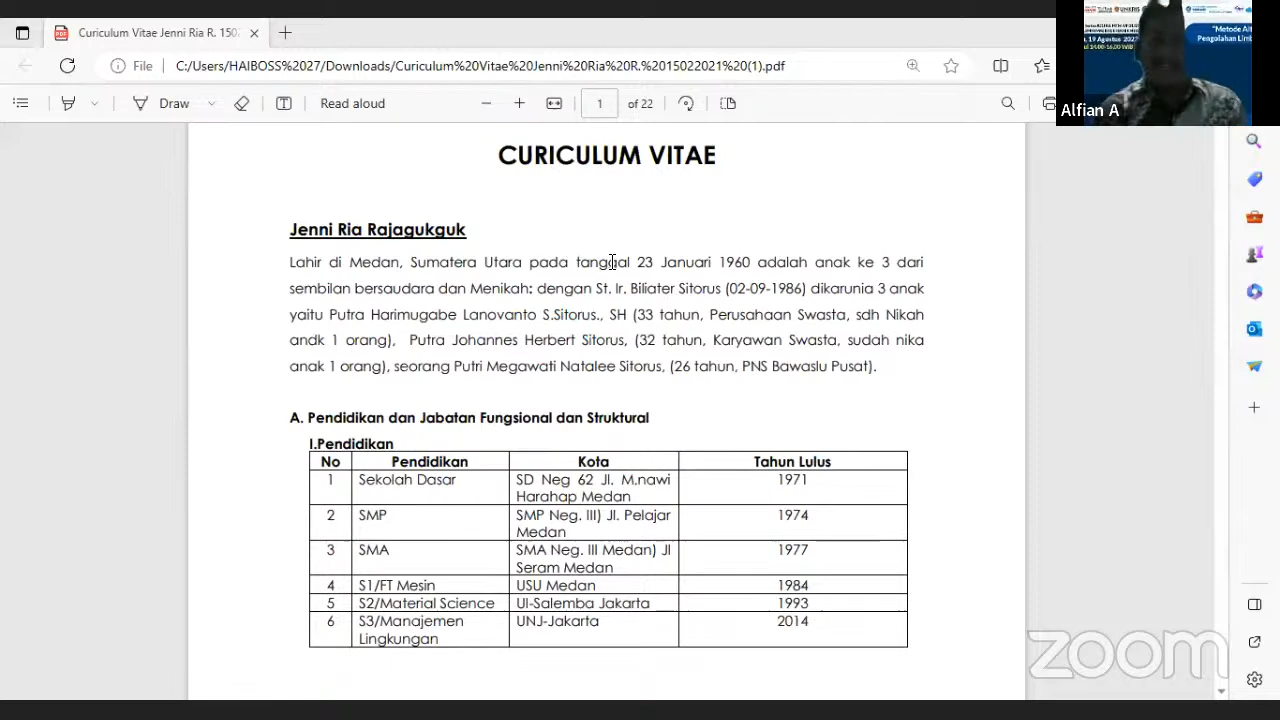 Curiculum Vitae Jenni Ria R. 1502
File
C:/Users/HAIBOSS%2027/Downloads/Curiculum%20Vitae%20Jenni%20Ria%20R.%2015022021%20(1).pdf
Draw
Read aloud
1
of 22
, 19 Agustus 202
"Metode Al
Pengolahan Limb
Alfian A
CURICULUM VITAE
Jenni Ria Rajagukguk
Lahir di Medan, Sumatera Utara pada tanggal 23 Januari 1960 adalah anak ke 3 dari
sembilan bersaudara dan Menikah: dengan St. Ir. Biliater Sitorus (02-09-1986) dikarunia 3 anak
yaitu Putra Harimugabe Lanovanto S.Sitorus., SH (33 tahun, Perusahaan Swasta, sdh Nikah
andk 1 orang), Putra Johannes Herbert Sitorus, (32 tahun, Karyawan Swasta, sudah nika
anak 1 orang), seorang Putri Megawati Natalee Sitorus, (26 tahun, PNS Bawaslu Pusat).
A. Pendidikan dan Jabatan Fungsional dan Struktural
I.Pendidikan
No Pendidikan Kota Tahun Lulus
1 Sekolah Dasar SD Neg 62 Jl. M.nawi 1971
Harahap Medan
2 SMP SMP Neg. III) Jl. Pelajar 1974
Medan
3 SMA SMA Neg. III Medan) Jl 1977
Seram Medan
4 S1/FT Mesin USU Medan 1984
5 S2/Material Science UI-Salemba Jakarta 1993
6 S3/Manajemen UNJ-Jakarta 2014
Lingkungan
zoom